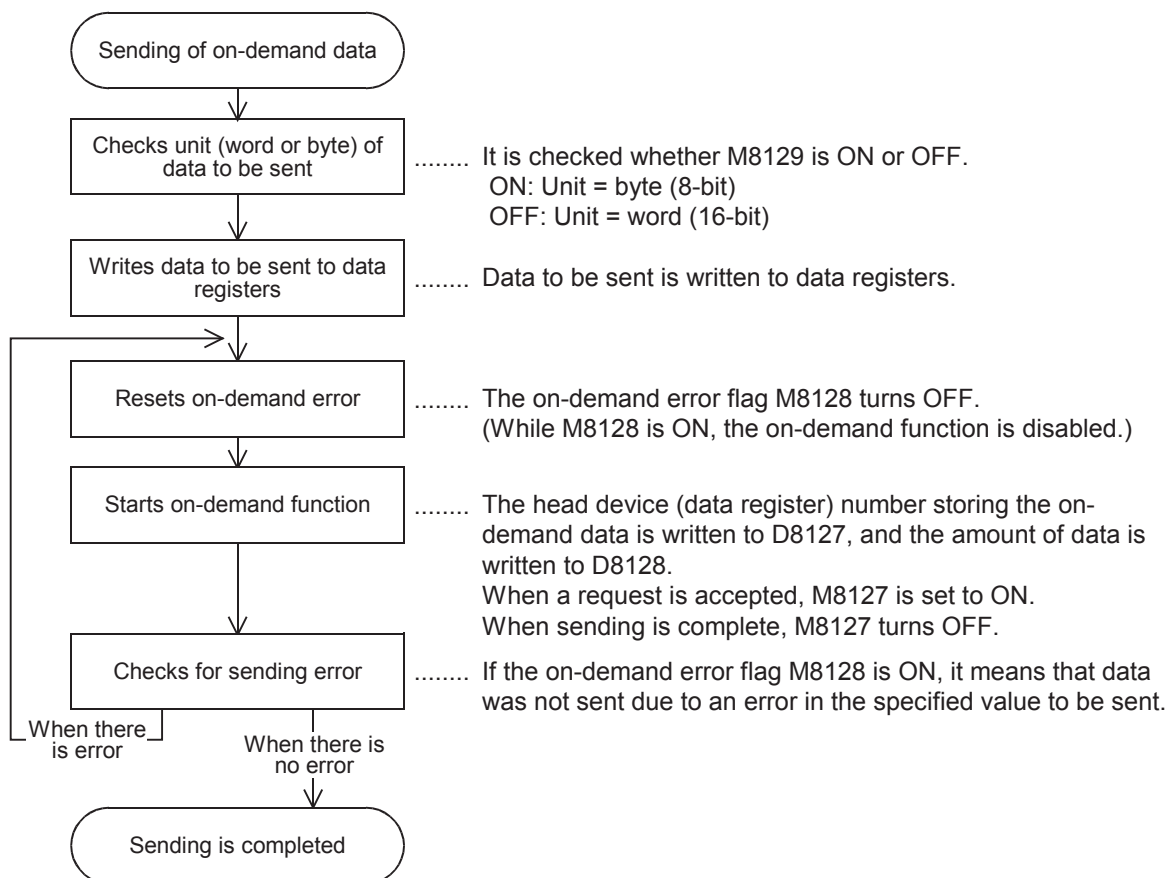 Sending of on-demand data
Checks unit (word or byte) of
data to be sent
........ It is checked whether M8129 is ON or OFF.
ON: Unit = byte (8-bit)
OFF: Unit = word (16-bit)
Writes data to be sent to data
registers
........ Data to be sent is written to data registers.
Resets on-demand error
........ The on-demand error flag M8128 turns OFF.
(While M8128 is ON, the on-demand function is disabled.)
Starts on-demand function
........ The head device (data register) number storing the on-
demand data is written to D8127, and the amount of data is
written to D8128.
When a request is accepted, M8127 is set to ON.
When sending is complete, M8127 turns OFF.
Checks for sending error
........ If the on-demand error flag M8128 is ON, it means that data
was not sent due to an error in the specified value to be sent.
When there
is error
When there is
no error
Sending is completed